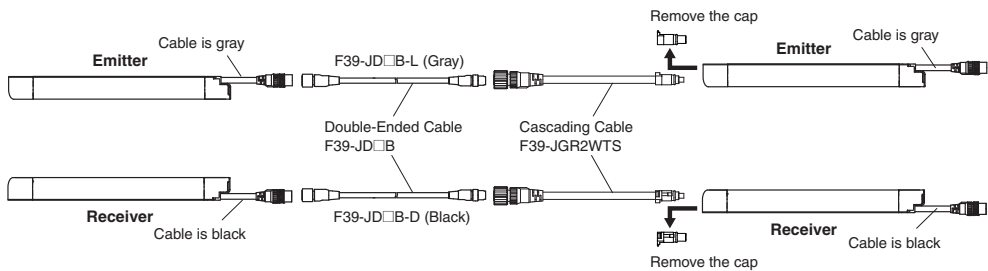 Remove the cap
Cable is gray
Emitter
F39-JD□B-L (Gray)
Emitter
Cable is gray
Double-Ended Cable
F39-JD□B
Cascading Cable
F39-JGR2WTS
Receiver
Cable is black
F39-JD□B-D (Black)
Receiver
Cable is black
Remove the cap